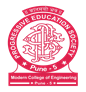 PROGRESSIVE EDUCATION SOCIETY
Pune - 5
Modern College of Engineering
Pune - 5